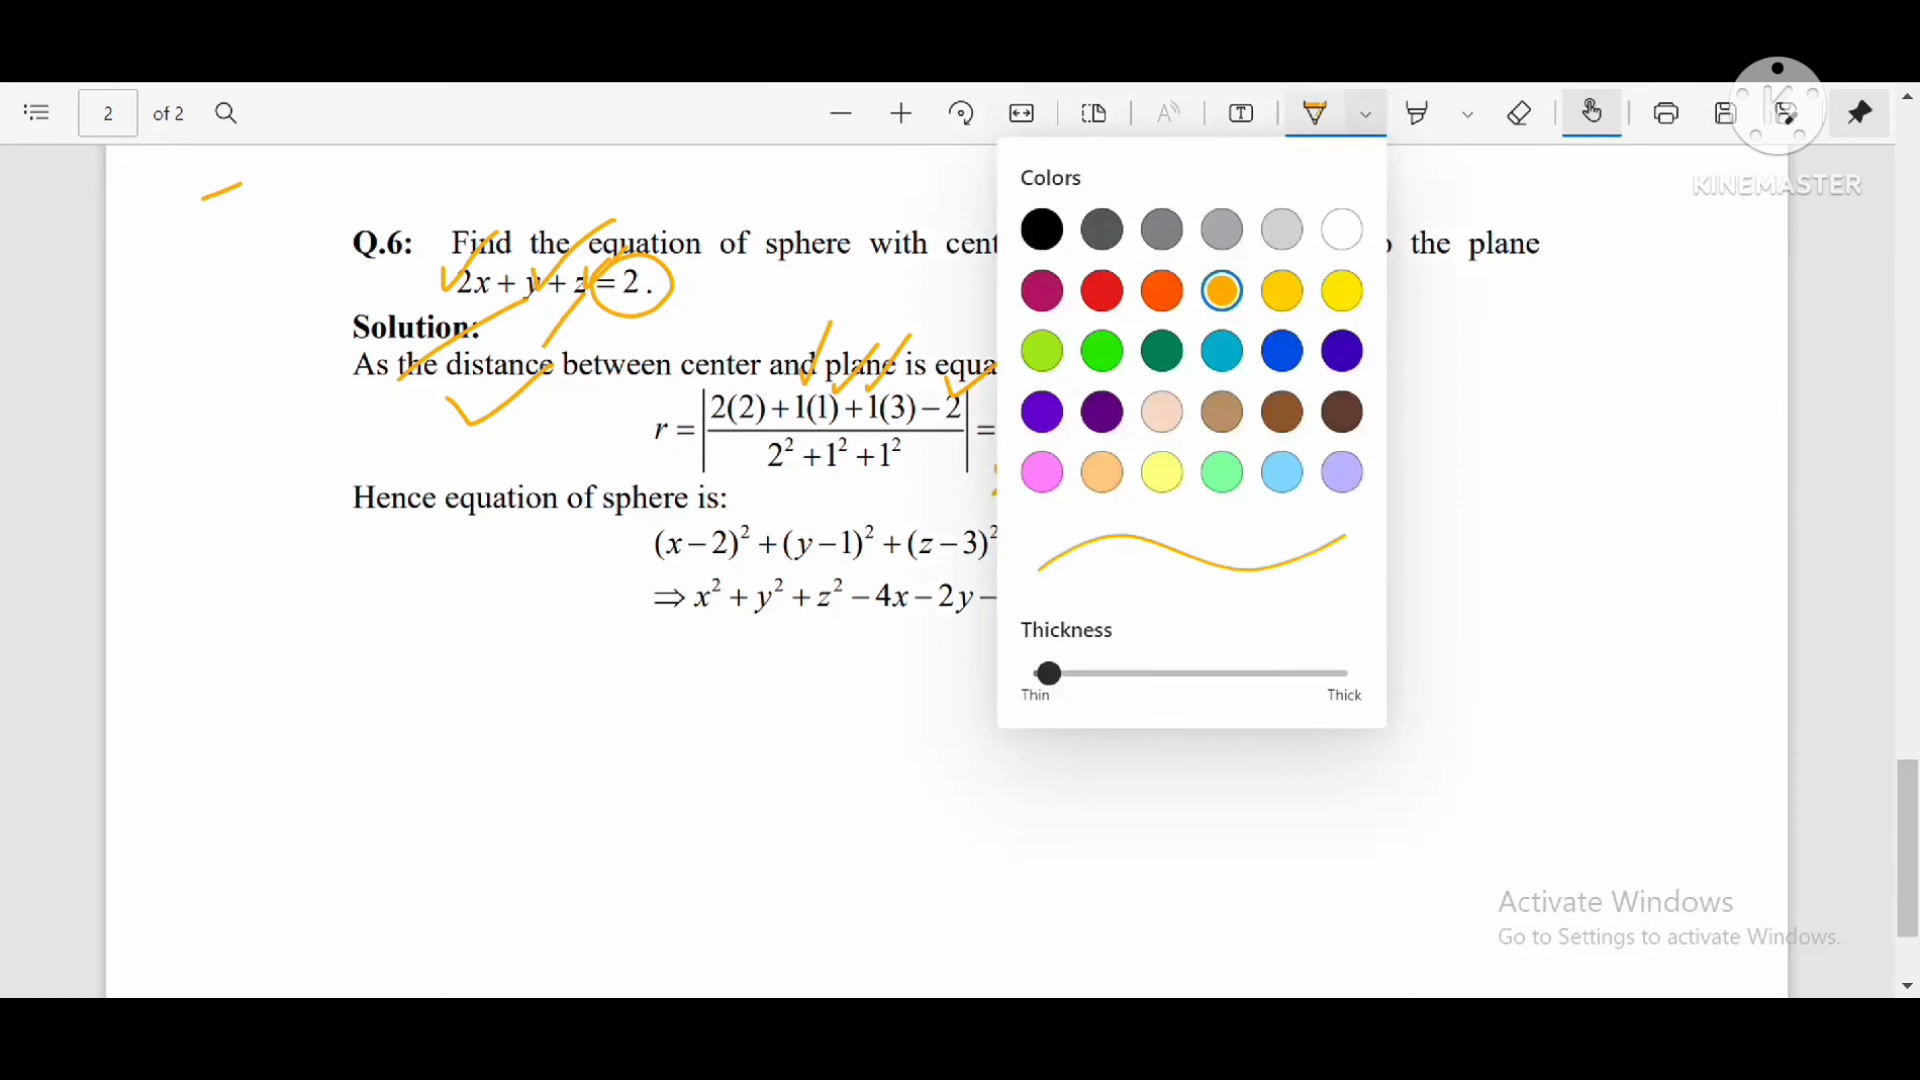 2 of 2
KINEMASTER
Colors
Q.6: Find the equation of sphere with cent the plane
2x + y + z = 2.
Solution:
As the distance between center and plane is equa
r = |2(2)+1(1)+1(3)−2 / 2² +1² +1²| =
Hence equation of sphere is:
(x−2)² +(y−1)² +(z−3)²
⇒ x² + y² + z² − 4x − 2y −
Thickness
Thin Thick
Activate Windows
Go to Settings to activate Windows.